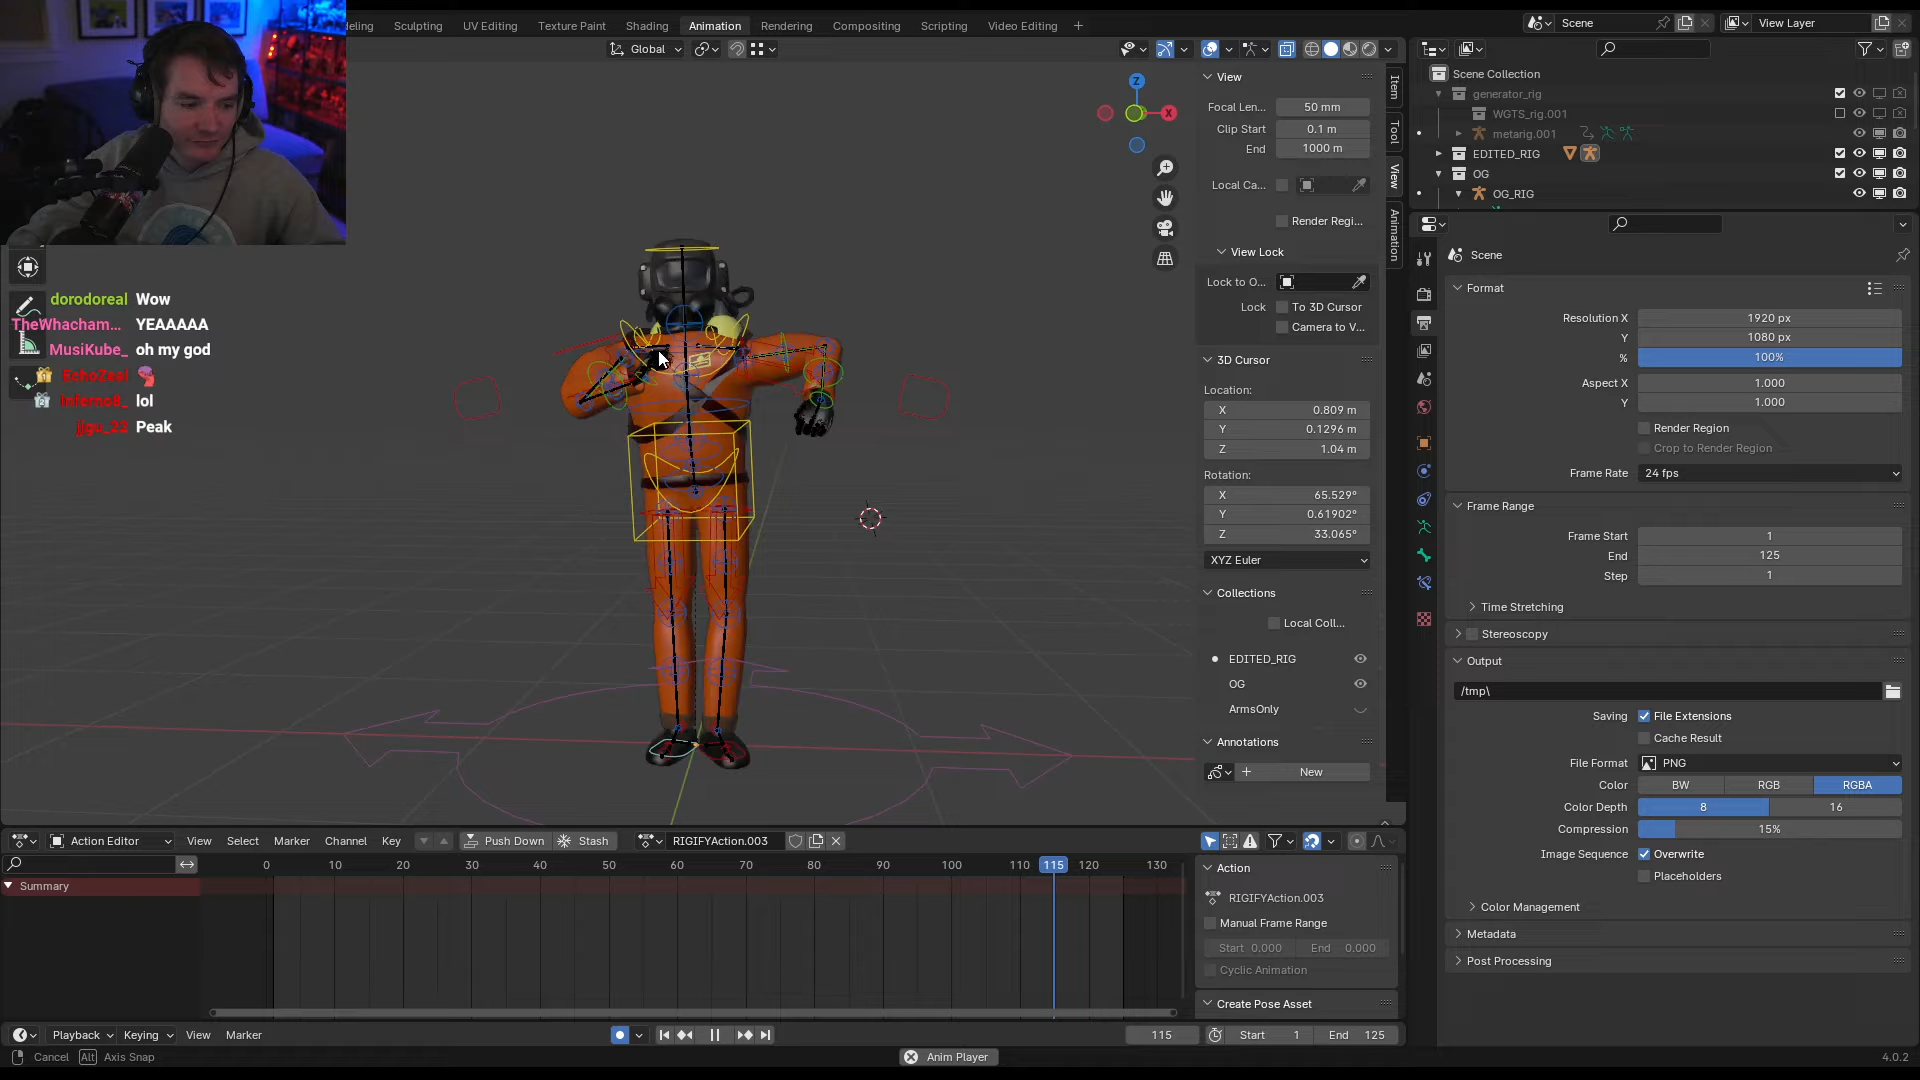 eling Sculpting UV Editing Texture Paint Shading Animation Rendering Compositing Scripting Video Editing +
Scene
View Layer
Global
Scene Collection
generator_rig
WGTS_rig.001
metarig.001
EDITED_RIG
OG
OG_RIG
X
Z
View
Focal Len... 50 mm
Clip Start 0.1 m
End 1000 m
Local Ca...
Render Regi...
View Lock
Lock to O...
Lock To 3D Cursor
Camera to V...
3D Cursor
Location:
X 0.809 m
Y 0.1296 m
Z 1.04 m
Rotation:
X 65.529°
Y 0.61902°
Z 33.065°
XYZ Euler
Collections
Local Coll...
EDITED_RIG
OG
ArmsOnly
Annotations
+ New
Item
Tool
View
Animation
dorodoreal Wow
TheWhacham... YEAAAAA
MusiKube_ oh my god
EchoZeal
Inferno8_ lol
jjgu_22 Peak
Scene
Format
Resolution X 1920 px
Y 1080 px
% 100%
Aspect X 1.000
Y 1.000
Render Region
Crop to Render Region
Frame Rate 24 fps
Frame Range
Frame Start 1
End 125
Step 1
Time Stretching
Stereoscopy
Output
/tmp\
Saving File Extensions
Cache Result
File Format PNG
Color BW RGB RGBA
Color Depth 8 16
Compression 15%
Image Sequence Overwrite
Placeholders
Color Management
Metadata
Post Processing
Action Editor View Select Marker Channel Key Push Down Stash RIGIFYAction.003
0 10 20 30 40 50 60 70 80 90 100 110 115 120 130
Summary
Action
RIGIFYAction.003
Manual Frame Range
Start 0.000 End 0.000
Cyclic Animation
Create Pose Asset
Playback Keying View Marker 115 Start 1 End 125
Cancel Alt Axis Snap Anim Player 4.0.2